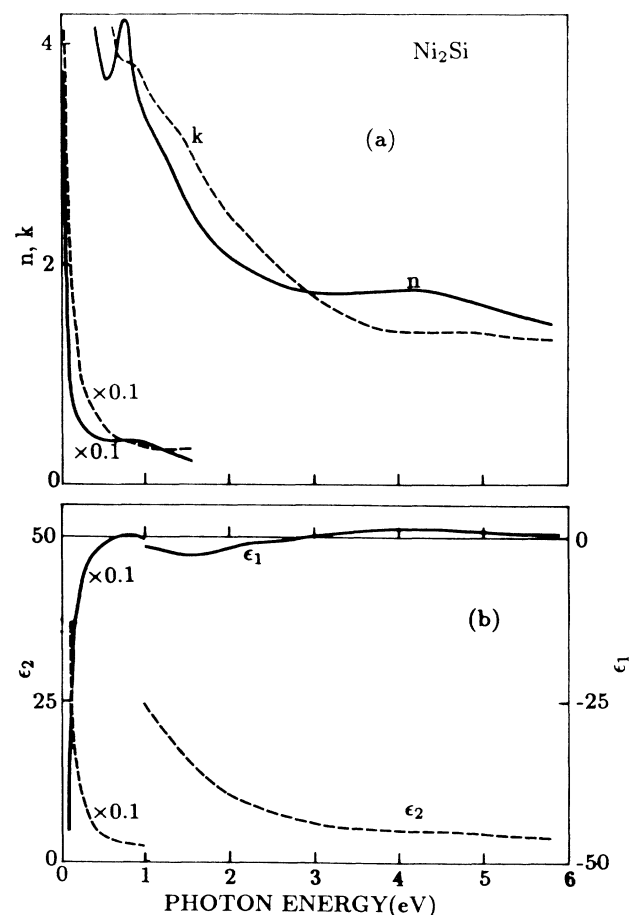 4
Ni₂Si
k
(a)
n, k
2
n
×0.1
×0.1
0
50
0
ϵ₁
×0.1
(b)
ϵ₂
ϵ₁
25
-25
×0.1
ϵ₂
0
-50
0 1 2 3 4 5 6
PHOTON ENERGY(eV)